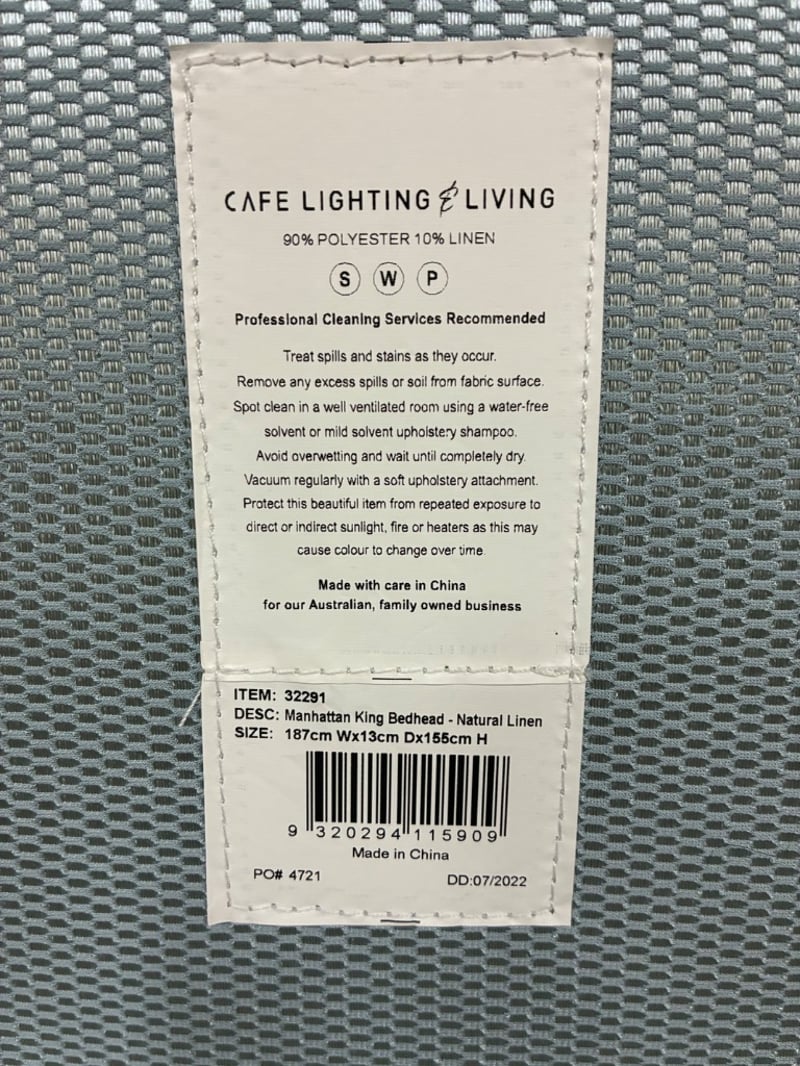 CAFE LIGHTING & LIVING
90% POLYESTER 10% LINEN
S W P
Professional Cleaning Services Recommended
Treat spills and stains as they occur.
Remove any excess spills or soil from fabric surface.
Spot clean in a well ventilated room using a water-free
solvent or mild solvent upholstery shampoo.
Avoid overwetting and wait until completely dry.
Vacuum regularly with a soft upholstery attachment.
Protect this beautiful item from repeated exposure to
direct or indirect sunlight, fire or heaters as this may
cause colour to change over time.
Made with care in China
for our Australian, family owned business
ITEM: 32291
DESC: Manhattan King Bedhead - Natural Linen
SIZE: 187cm Wx13cm Dx155cm H
9 320294 115909
Made in China
PO# 4721 DD:07/2022